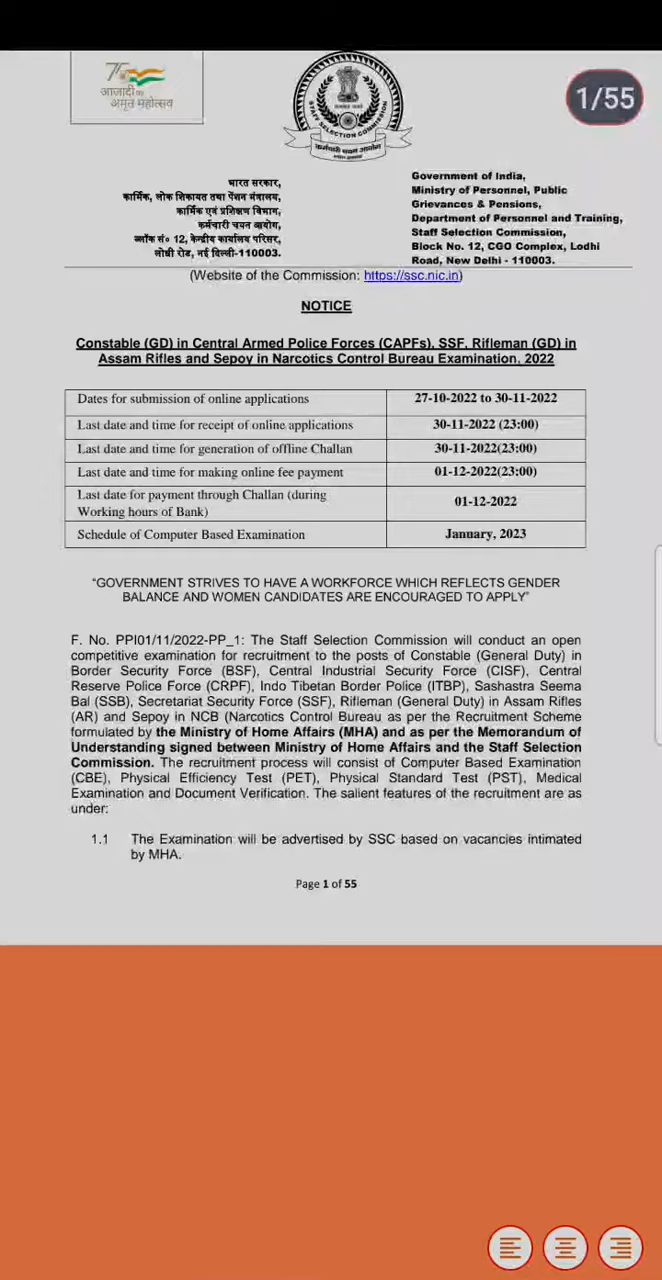 आज़ादी का
अमृत महोत्सव
STAFF SELECTION COMMISSION
कर्मचारी चयन आयोग
1/55
भारत सरकार,
कार्मिक, लोक शिकायत तथा पेंशन मंत्रालय,
कार्मिक एवं प्रशिक्षण विभाग,
कर्मचारी चयन आयोग,
ब्लॉक सं० 12, केन्द्रीय कार्यालय परिसर,
लोधी रोड, नई दिल्ली-110003.
Government of India,
Ministry of Personnel, Public
Grievances & Pensions,
Department of Personnel and Training,
Staff Selection Commission,
Block No. 12, CGO Complex, Lodhi
Road, New Delhi - 110003.
(Website of the Commission: https://ssc.nic.in)
NOTICE
Constable (GD) in Central Armed Police Forces (CAPFs), SSF, Rifleman (GD) in
Assam Rifles and Sepoy in Narcotics Control Bureau Examination, 2022
Dates for submission of online applications 27-10-2022 to 30-11-2022
Last date and time for receipt of online applications 30-11-2022 (23:00)
Last date and time for generation of offline Challan 30-11-2022(23:00)
Last date and time for making online fee payment 01-12-2022(23:00)
Last date for payment through Challan (during
Working hours of Bank) 01-12-2022
Schedule of Computer Based Examination January, 2023
“GOVERNMENT STRIVES TO HAVE A WORKFORCE WHICH REFLECTS GENDER
BALANCE AND WOMEN CANDIDATES ARE ENCOURAGED TO APPLY”
F. No. PPI01/11/2022-PP_1: The Staff Selection Commission will conduct an open
competitive examination for recruitment to the posts of Constable (General Duty) in
Border Security Force (BSF), Central Industrial Security Force (CISF), Central
Reserve Police Force (CRPF), Indo Tibetan Border Police (ITBP), Sashastra Seema
Bal (SSB), Secretariat Security Force (SSF), Rifleman (General Duty) in Assam Rifles
(AR) and Sepoy in NCB (Narcotics Control Bureau as per the Recruitment Scheme
formulated by the Ministry of Home Affairs (MHA) and as per the Memorandum of
Understanding signed between Ministry of Home Affairs and the Staff Selection
Commission. The recruitment process will consist of Computer Based Examination
(CBE), Physical Efficiency Test (PET), Physical Standard Test (PST), Medical
Examination and Document Verification. The salient features of the recruitment are as
under:
1.1 The Examination will be advertised by SSC based on vacancies intimated
by MHA.
Page 1 of 55